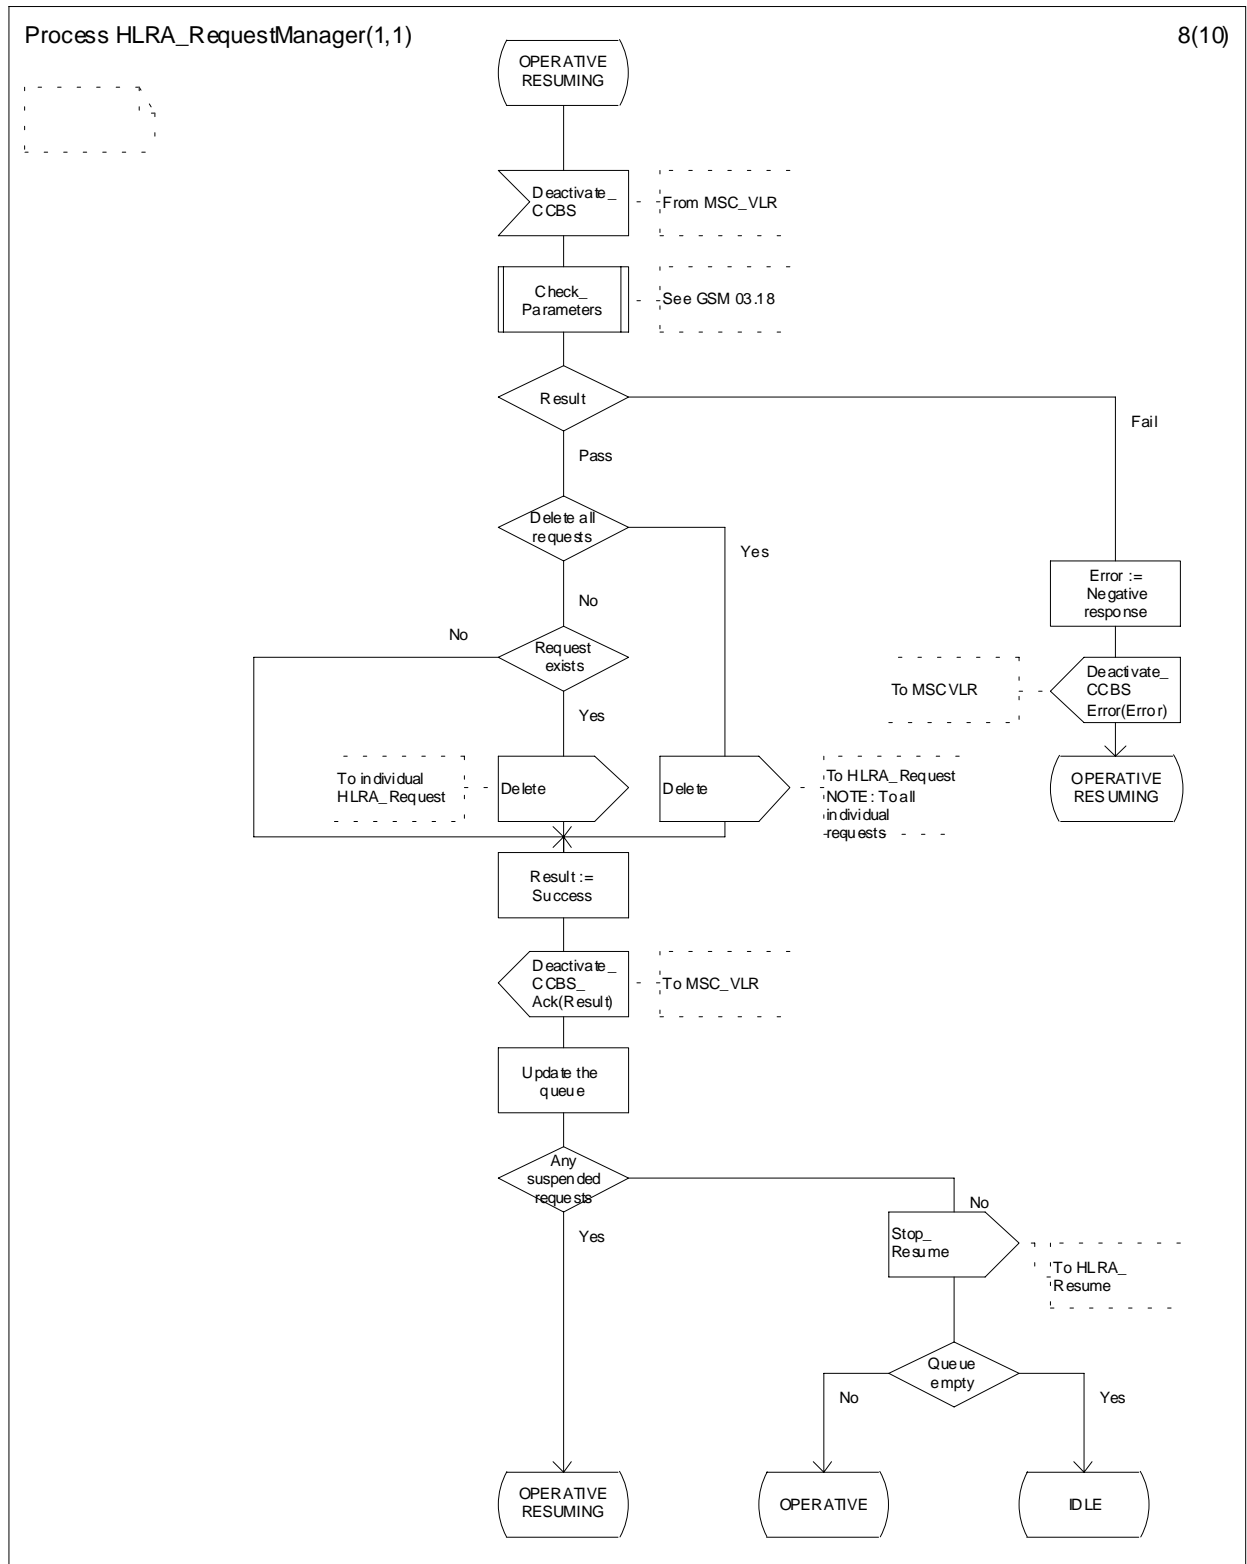 Process HLRA_RequestManager(1,1)
8(10)
OPERATIVE
RESUMING
Deactivate_
CCBS
From MSC_VLR
Check_
Parameters
See GSM 03.18
Result
Fail
Pass
Delete all
requests
Yes
No
Error :=
Negative
response
No
Request
exists
Yes
To MSCVLR
Deactivate_
CCBS
Error(Error)
To individual
HLRA_Request
Delete
Delete
To HLRA_Request
NOTE: To all
individual
requests
OPERATIVE
RESUMING
Result :=
Success
Deactivate_
CCBS_
Ack(Result)
To MSC_VLR
Update the
queue
Any
suspended
requests
No
Yes
Stop_
Resume
To HLRA_
Resume
Queue
empty
No
Yes
OPERATIVE
RESUMING
OPERATIVE
IDLE